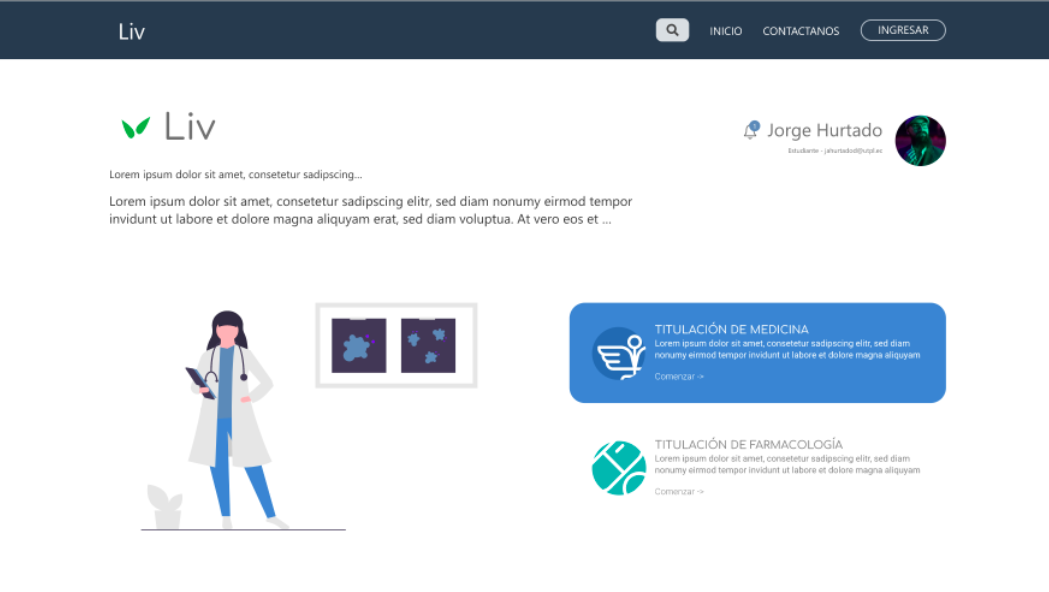 Liv
INICIO
CONTACTANOS
INGRESAR
Liv
Jorge Hurtado
Estudiante - jahurtadod@utpl.ec
Lorem ipsum dolor sit amet, consetetur sadipscing...
Lorem ipsum dolor sit amet, consetetur sadipscing elitr, sed diam nonumy eirmod tempor
invidunt ut labore et dolore magna aliquyam erat, sed diam voluptua. At vero eos et ...
TITULACIÓN DE MEDICINA
Lorem ipsum dolor sit amet, consetetur sadipscing elitr, sed diam
nonumy eirmod tempor invidunt ut labore et dolore magna aliquyam
Comenzar ->
TITULACIÓN DE FARMACOLOGÍA
Lorem ipsum dolor sit amet, consetetur sadipscing elitr, sed diam
nonumy eirmod tempor invidunt ut labore et dolore magna aliquyam
Comenzar ->